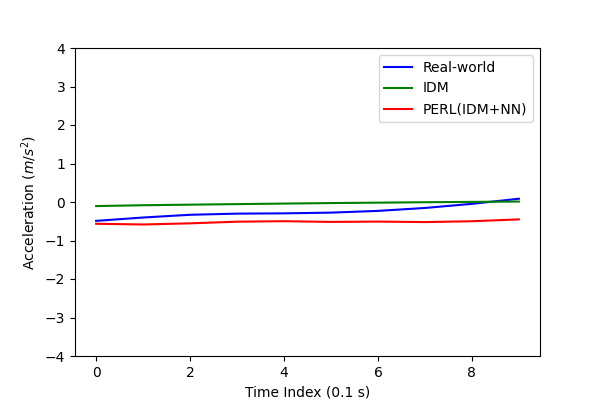 Real-world
IDM
PERL(IDM+NN)
4
3
2
1
0
−1
−2
−3
−4
Acceleration (m/s²)
0 2 4 6 8
Time Index (0.1 s)